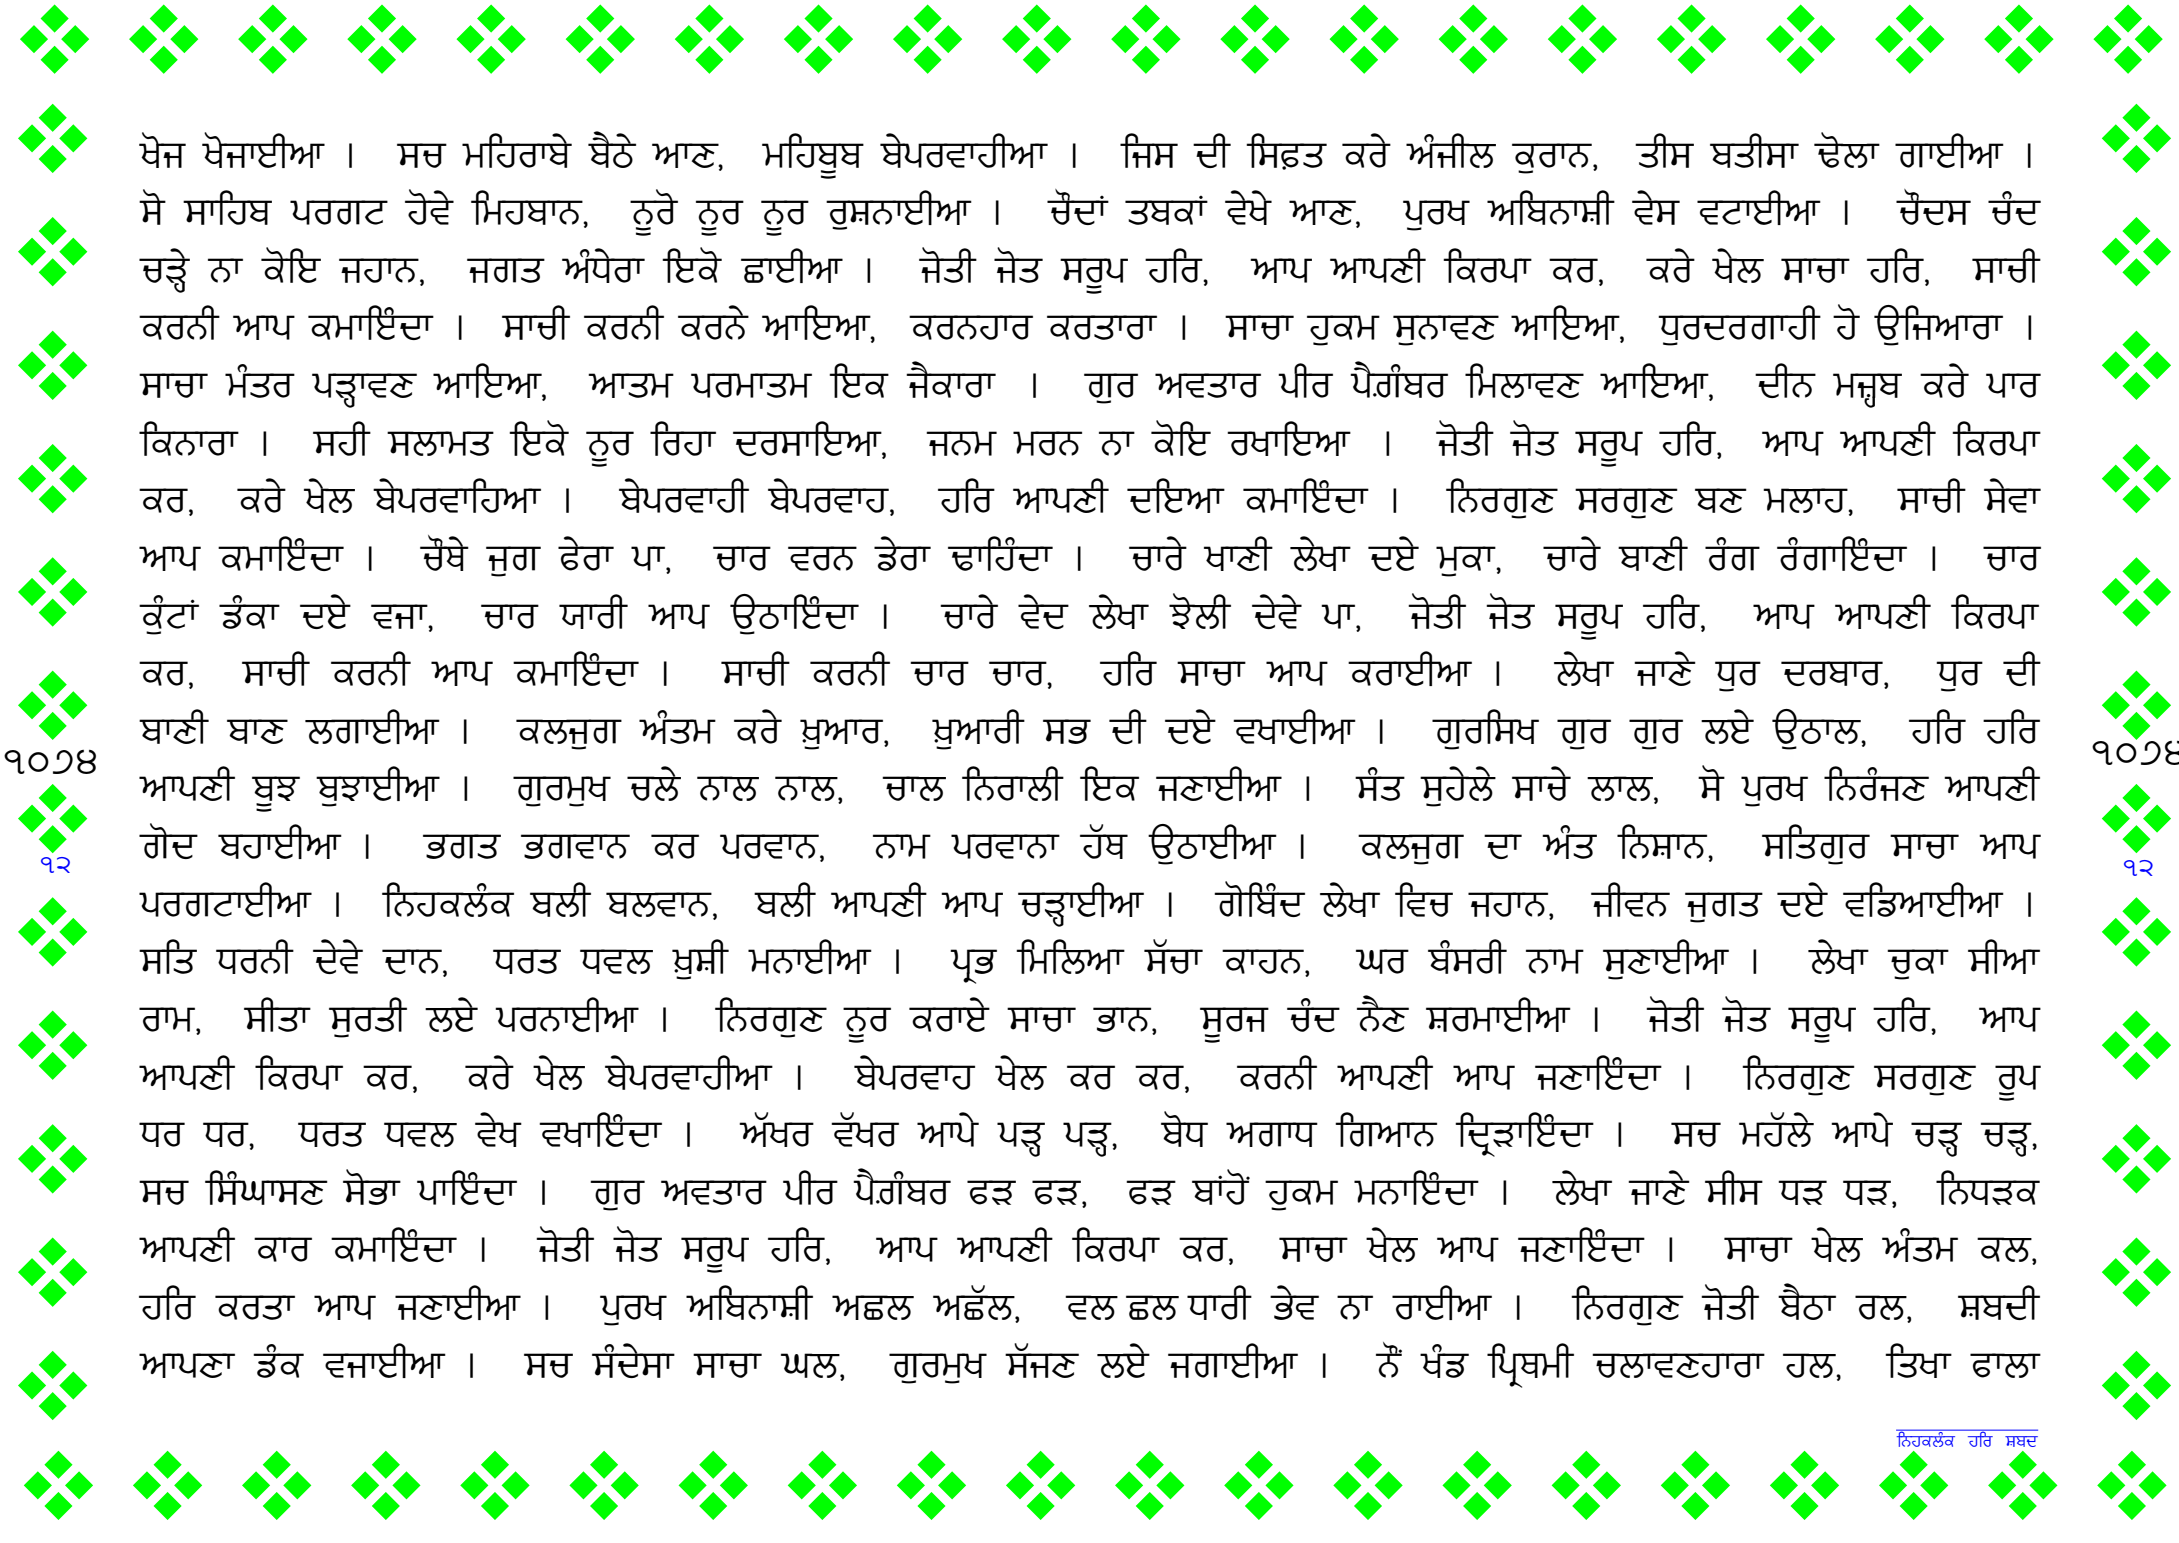 ਖੋਜ ਖੋਜਾਈਆ । ਸਚ ਮਹਿਰਾਬੇ ਬੈਠੇ ਆਣ, ਮਹਿਬੂਬ ਬੇਪਰਵਾਹੀਆ । ਜਿਸ ਦੀ ਸਿਫ਼ਤ ਕਰੇ ਅੰਜੀਲ ਕੁਰਾਨ, ਤੀਸ ਬਤੀਸਾ ਢੋਲਾ ਗਾਈਆ ।
ਸੋ ਸਾਹਿਬ ਪਰਗਟ ਹੋਵੇ ਮਿਹਬਾਨ, ਨੂਰੋ ਨੂਰ ਨੂਰ ਰੁਸ਼ਨਾਈਆ । ਚੌਦਾਂ ਤਬਕਾਂ ਵੇਖੇ ਆਣ, ਪੁਰਖ ਅਬਿਨਾਸ਼ੀ ਵੇਸ ਵਟਾਈਆ । ਚੌਦਸ ਚੰਦ
ਚੜ੍ਹੇ ਨਾ ਕੋਇ ਜਹਾਨ, ਜਗਤ ਅੰਧੇਰਾ ਇਕੋ ਛਾਈਆ । ਜੋਤੀ ਜੋਤ ਸਰੂਪ ਹਰਿ, ਆਪ ਆਪਣੀ ਕਿਰਪਾ ਕਰ, ਕਰੇ ਖੇਲ ਸਾਚਾ ਹਰਿ, ਸਾਚੀ
ਕਰਨੀ ਆਪ ਕਮਾਇੰਦਾ । ਸਾਚੀ ਕਰਨੀ ਕਰਨੇ ਆਇਆ, ਕਰਨਹਾਰ ਕਰਤਾਰਾ । ਸਾਚਾ ਹੁਕਮ ਸੁਨਾਵਣ ਆਇਆ, ਧੁਰਦਰਗਾਹੀ ਹੋ ਉਜਿਆਰਾ ।
ਸਾਚਾ ਮੰਤਰ ਪੜ੍ਹਾਵਣ ਆਇਆ, ਆਤਮ ਪਰਮਾਤਮ ਇਕ ਜੈਕਾਰਾ । ਗੁਰ ਅਵਤਾਰ ਪੀਰ ਪੈਗ਼ੰਬਰ ਮਿਲਾਵਣ ਆਇਆ, ਦੀਨ ਮਜ਼੍ਹਬ ਕਰੇ ਪਾਰ
ਕਿਨਾਰਾ । ਸਹੀ ਸਲਾਮਤ ਇਕੋ ਨੂਰ ਰਿਹਾ ਦਰਸਾਇਆ, ਜਨਮ ਮਰਨ ਨਾ ਕੋਇ ਰਖਾਇਆ । ਜੋਤੀ ਜੋਤ ਸਰੂਪ ਹਰਿ, ਆਪ ਆਪਣੀ ਕਿਰਪਾ
ਕਰ, ਕਰੇ ਖੇਲ ਬੇਪਰਵਾਹਿਆ । ਬੇਪਰਵਾਹੀ ਬੇਪਰਵਾਹ, ਹਰਿ ਆਪਣੀ ਦਇਆ ਕਮਾਇੰਦਾ । ਨਿਰਗੁਣ ਸਰਗੁਣ ਬਣ ਮਲਾਹ, ਸਾਚੀ ਸੇਵਾ
ਆਪ ਕਮਾਇੰਦਾ । ਚੌਥੇ ਜੁਗ ਫੇਰਾ ਪਾ, ਚਾਰ ਵਰਨ ਡੇਰਾ ਢਾਹਿੰਦਾ । ਚਾਰੇ ਖਾਣੀ ਲੇਖਾ ਦਏ ਮੁਕਾ, ਚਾਰੇ ਬਾਣੀ ਰੰਗ ਰੰਗਾਇੰਦਾ । ਚਾਰ
ਕੁੰਟਾਂ ਡੰਕਾ ਦਏ ਵਜਾ, ਚਾਰ ਯਾਰੀ ਆਪ ਉਠਾਇੰਦਾ । ਚਾਰੇ ਵੇਦ ਲੇਖਾ ਝੋਲੀ ਦੇਵੇ ਪਾ, ਜੋਤੀ ਜੋਤ ਸਰੂਪ ਹਰਿ, ਆਪ ਆਪਣੀ ਕਿਰਪਾ
ਕਰ, ਸਾਚੀ ਕਰਨੀ ਆਪ ਕਮਾਇੰਦਾ । ਸਾਚੀ ਕਰਨੀ ਚਾਰ ਚਾਰ, ਹਰਿ ਸਾਚਾ ਆਪ ਕਰਾਈਆ । ਲੇਖਾ ਜਾਣੇ ਧੁਰ ਦਰਬਾਰ, ਧੁਰ ਦੀ
ਬਾਣੀ ਬਾਣ ਲਗਾਈਆ । ਕਲਜੁਗ ਅੰਤਮ ਕਰੇ ਖ਼ੁਆਰ, ਖ਼ੁਆਰੀ ਸਭ ਦੀ ਦਏ ਵਖਾਈਆ । ਗੁਰਸਿਖ ਗੁਰ ਗੁਰ ਲਏ ਉਠਾਲ, ਹਰਿ ਹਰਿ
੧੦੭੪ ੧੦੭੪
ਆਪਣੀ ਬੂਝ ਬੁਝਾਈਆ । ਗੁਰਮੁਖ ਚਲੇ ਨਾਲ ਨਾਲ, ਚਾਲ ਨਿਰਾਲੀ ਇਕ ਜਣਾਈਆ । ਸੰਤ ਸੁਹੇਲੇ ਸਾਚੇ ਲਾਲ, ਸੋ ਪੁਰਖ ਨਿਰੰਜਣ ਆਪਣੀ
ਗੋਦ ਬਹਾਈਆ । ਭਗਤ ਭਗਵਾਨ ਕਰ ਪਰਵਾਨ, ਨਾਮ ਪਰਵਾਨਾ ਹੱਥ ਉਠਾਈਆ । ਕਲਜੁਗ ਦਾ ਅੰਤ ਨਿਸ਼ਾਨ, ਸਤਿਗੁਰ ਸਾਚਾ ਆਪ
੧੨ ੧੨
ਪਰਗਟਾਈਆ । ਨਿਹਕਲੰਕ ਬਲੀ ਬਲਵਾਨ, ਬਲੀ ਆਪਣੀ ਆਪ ਚੜ੍ਹਾਈਆ । ਗੋਬਿੰਦ ਲੇਖਾ ਵਿਚ ਜਹਾਨ, ਜੀਵਨ ਜੁਗਤ ਦਏ ਵਡਿਆਈਆ ।
ਸਤਿ ਧਰਨੀ ਦੇਵੇ ਦਾਨ, ਧਰਤ ਧਵਲ ਖ਼ੁਸ਼ੀ ਮਨਾਈਆ । ਪ੍ਰਭ ਮਿਲਿਆ ਸੱਚਾ ਕਾਹਨ, ਘਰ ਬੰਸਰੀ ਨਾਮ ਸੁਣਾਈਆ । ਲੇਖਾ ਚੁਕਾ ਸੀਆ
ਰਾਮ, ਸੀਤਾ ਸੁਰਤੀ ਲਏ ਪਰਨਾਈਆ । ਨਿਰਗੁਣ ਨੂਰ ਕਰਾਏ ਸਾਚਾ ਭਾਨ, ਸੂਰਜ ਚੰਦ ਨੈਣ ਸ਼ਰਮਾਈਆ । ਜੋਤੀ ਜੋਤ ਸਰੂਪ ਹਰਿ, ਆਪ
ਆਪਣੀ ਕਿਰਪਾ ਕਰ, ਕਰੇ ਖੇਲ ਬੇਪਰਵਾਹੀਆ । ਬੇਪਰਵਾਹ ਖੇਲ ਕਰ ਕਰ, ਕਰਨੀ ਆਪਣੀ ਆਪ ਜਣਾਇੰਦਾ । ਨਿਰਗੁਣ ਸਰਗੁਣ ਰੂਪ
ਧਰ ਧਰ, ਧਰਤ ਧਵਲ ਵੇਖ ਵਖਾਇੰਦਾ । ਅੱਖਰ ਵੱਖਰ ਆਪੇ ਪੜ੍ਹ ਪੜ੍ਹ, ਬੋਧ ਅਗਾਧ ਗਿਆਨ ਦ੍ਰਿੜਾਇੰਦਾ । ਸਚ ਮਹੱਲੇ ਆਪੇ ਚੜ੍ਹ ਚੜ੍ਹ,
ਸਚ ਸਿੰਘਾਸਣ ਸੋਭਾ ਪਾਇੰਦਾ । ਗੁਰ ਅਵਤਾਰ ਪੀਰ ਪੈਗ਼ੰਬਰ ਫੜ ਫੜ, ਫੜ ਬਾਂਹੋਂ ਹੁਕਮ ਮਨਾਇੰਦਾ । ਲੇਖਾ ਜਾਣੇ ਸੀਸ ਧੜ ਧੜ, ਨਿਧੜਕ
ਆਪਣੀ ਕਾਰ ਕਮਾਇੰਦਾ । ਜੋਤੀ ਜੋਤ ਸਰੂਪ ਹਰਿ, ਆਪ ਆਪਣੀ ਕਿਰਪਾ ਕਰ, ਸਾਚਾ ਖੇਲ ਆਪ ਜਣਾਇੰਦਾ । ਸਾਚਾ ਖੇਲ ਅੰਤਮ ਕਲ,
ਹਰਿ ਕਰਤਾ ਆਪ ਜਣਾਈਆ । ਪੁਰਖ ਅਬਿਨਾਸ਼ੀ ਅਛਲ ਅਛੱਲ, ਵਲ ਛਲ ਧਾਰੀ ਭੇਵ ਨਾ ਰਾਈਆ । ਨਿਰਗੁਣ ਜੋਤੀ ਬੈਠਾ ਰਲ, ਸ਼ਬਦੀ
ਆਪਣਾ ਡੰਕ ਵਜਾਈਆ । ਸਚ ਸੰਦੇਸਾ ਸਾਚਾ ਘਲ, ਗੁਰਮੁਖ ਸੱਜਣ ਲਏ ਜਗਾਈਆ । ਨੌਂ ਖੰਡ ਪ੍ਰਿਥਮੀ ਚਲਾਵਣਹਾਰਾ ਹਲ, ਤਿਖਾ ਫਾਲਾ
ਨਿਹਕਲੰਕ ਹਰਿ ਸ਼ਬਦ